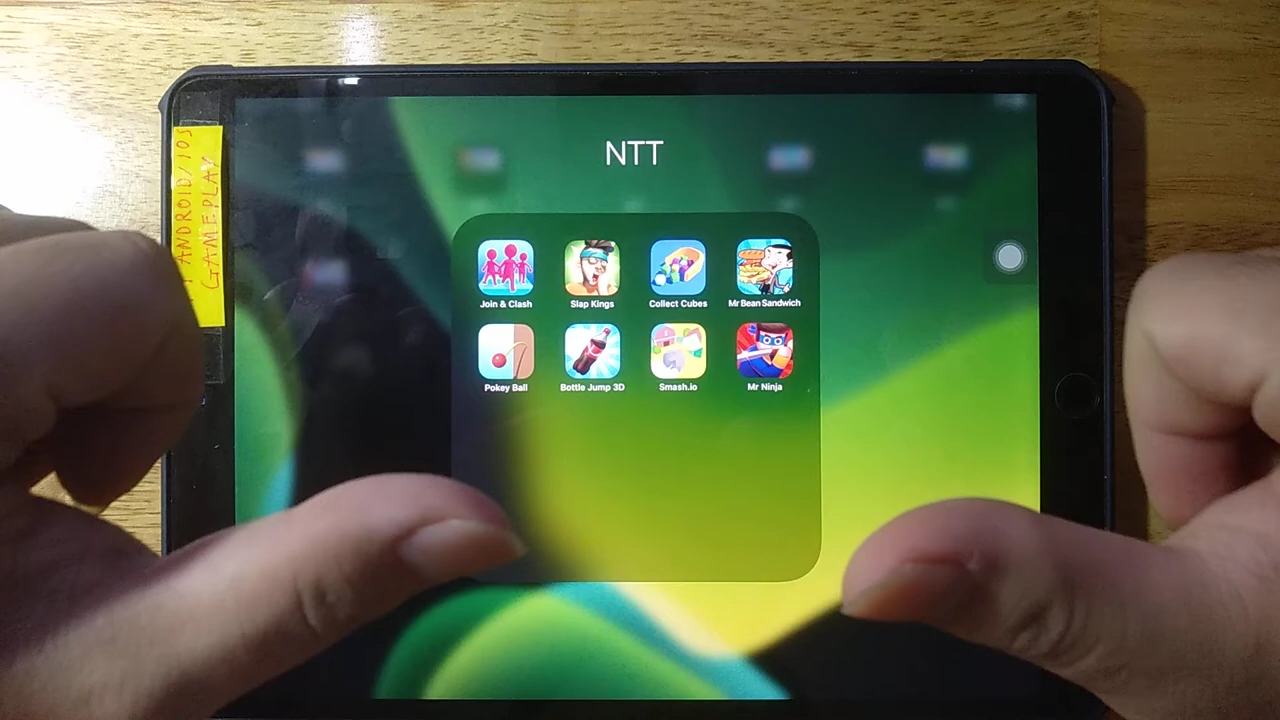 ANDROID/IOS
GAMEPLAY
NTT
Join & Clash
Slap Kings
Collect Cubes
Mr Bean Sandwich
Pokey Ball
Bottle Jump 3D
Smash.io
Mr Ninja